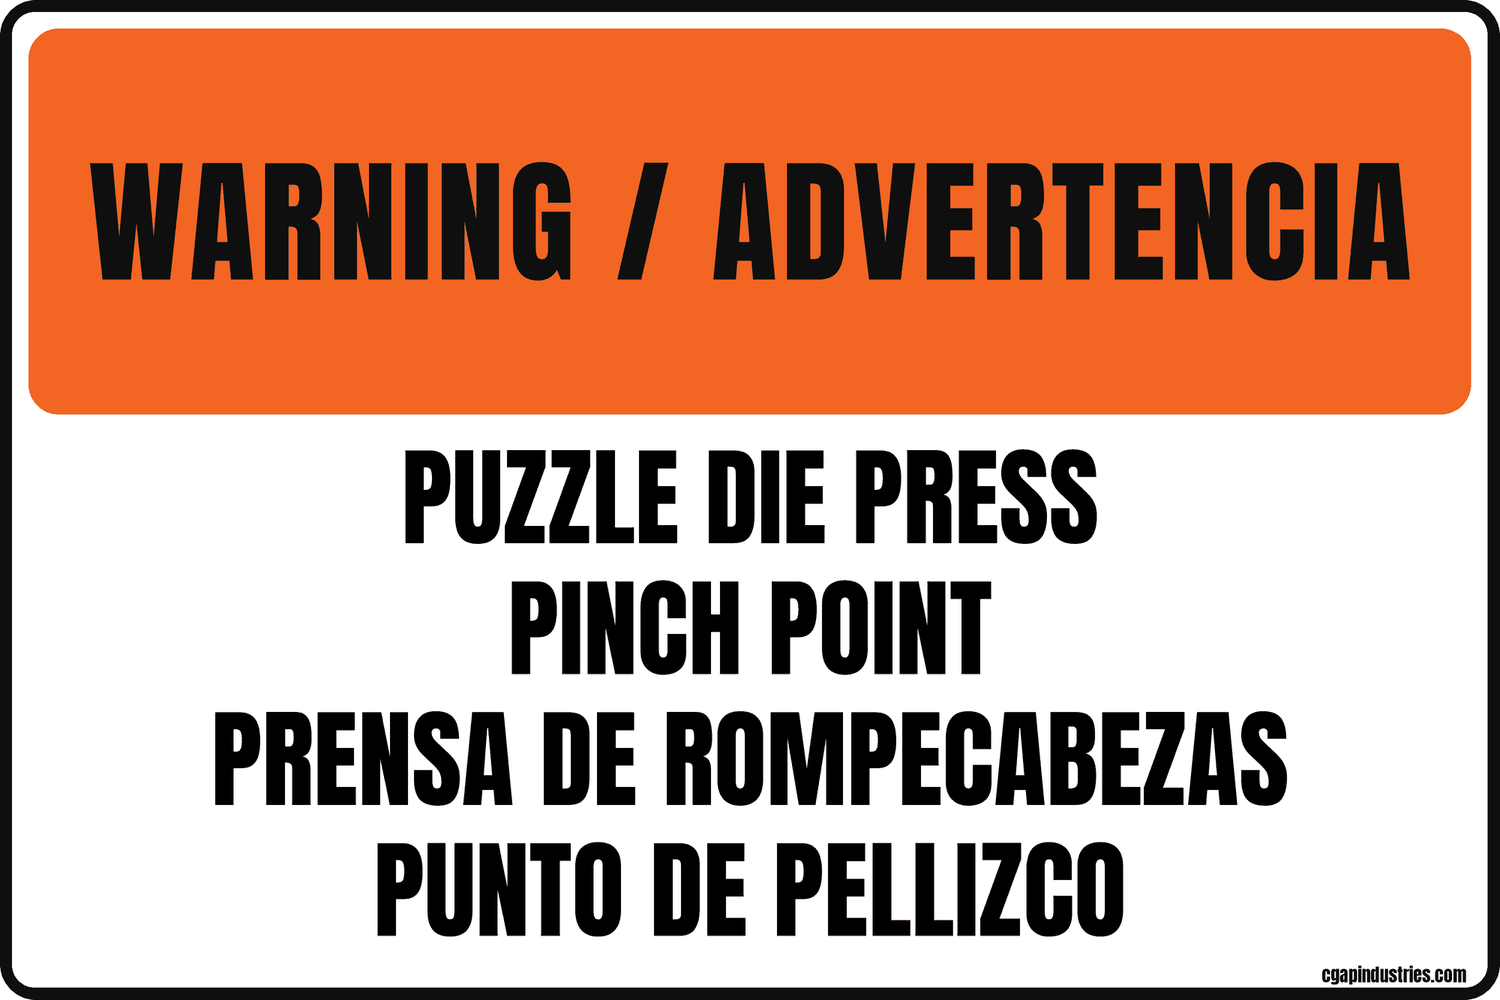 WARNING / ADVERTENCIA
PUZZLE DIE PRESS
PINCH POINT
PRENSA DE ROMPECABEZAS
PUNTO DE PELLIZCO
cgapindustries.com